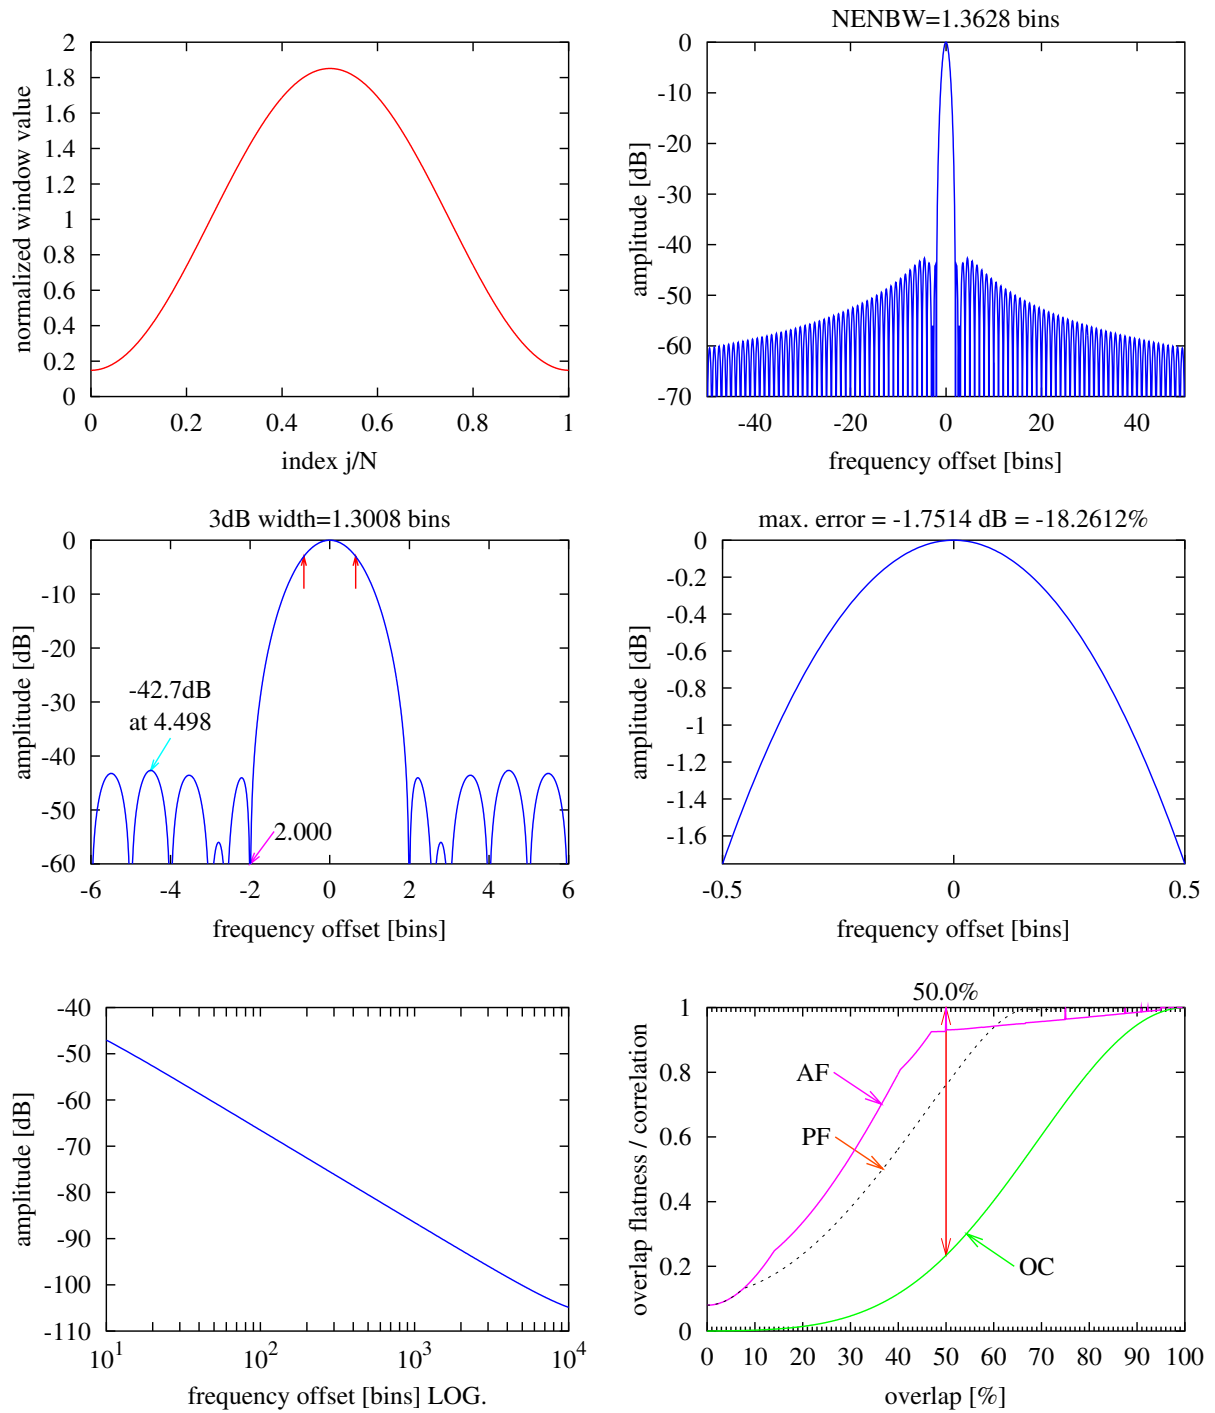 2
1.8
1.6
1.4
1.2
1
0.8
0.6
0.4
0.2
0
normalized window value
0 0.2 0.4 0.6 0.8 1
index j/N
NENBW=1.3628 bins
0
-10
-20
-30
-40
-50
-60
-70
amplitude [dB]
-40 -20 0 20 40
frequency offset [bins]
3dB width=1.3008 bins
0
-10
-20
-30
-40
-50
-60
amplitude [dB]
-42.7dB
at 4.498
2.000
-6 -4 -2 0 2 4 6
frequency offset [bins]
max. error = -1.7514 dB = -18.2612%
0
-0.2
-0.4
-0.6
-0.8
-1
-1.2
-1.4
-1.6
amplitude [dB]
-0.5 0 0.5
frequency offset [bins]
-40
-50
-60
-70
-80
-90
-100
-110
amplitude [dB]
10^1 10^2 10^3 10^4
frequency offset [bins] LOG.
50.0%
1
0.8
0.6
0.4
0.2
0
overlap flatness / correlation
AF
PF
OC
0 10 20 30 40 50 60 70 80 90 100
overlap [%]